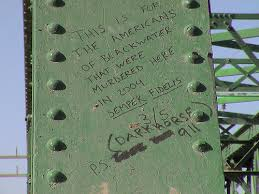 THIS IS FOR
THE AMERICANS
OF BLACKWATER
THAT WERE
MURDERED HERE
IN 2004
SEMPER FIDELIS
3/5
(DARKHORSE)
P.S. 911